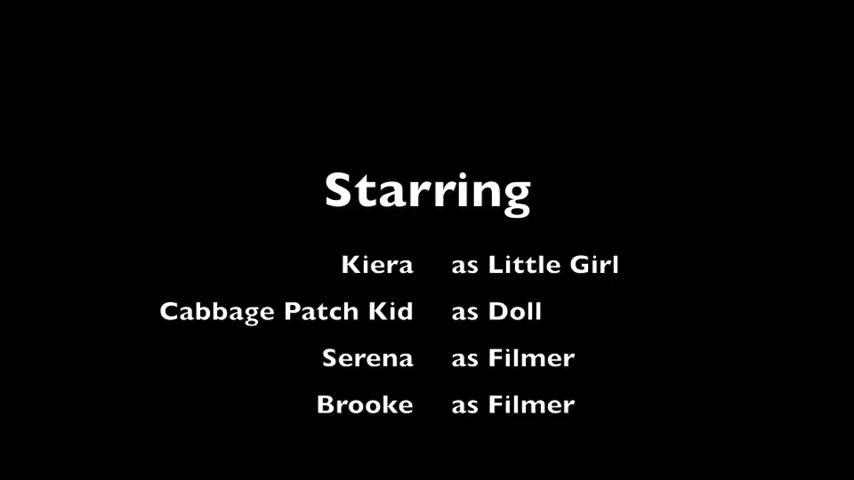 Starring
Kiera as Little Girl
Cabbage Patch Kid as Doll
Serena as Filmer
Brooke as Filmer